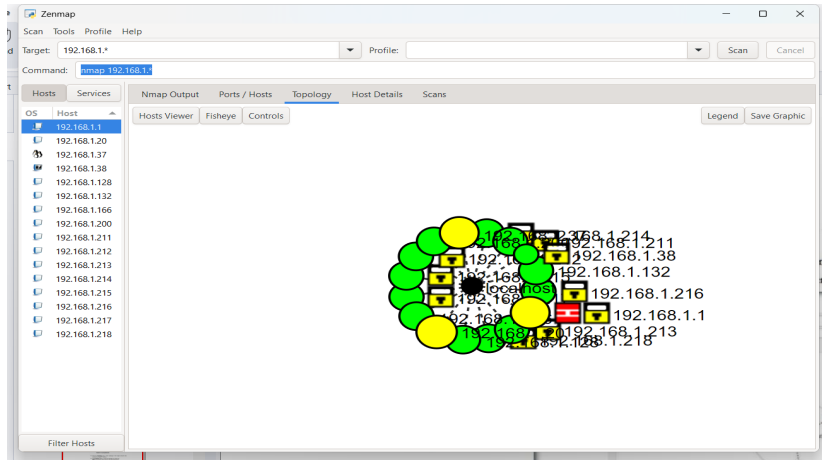 Zenmap
Scan Tools Profile Help
Target: 192.168.1.* Profile: Scan Cancel
Command: nmap 192.168.1.*
Hosts Services
Nmap Output Ports / Hosts Topology Host Details Scans
OS Host
Hosts Viewer Fisheye Controls Legend Save Graphic
192.168.1.1
192.168.1.20
192.168.1.37
192.168.1.38
192.168.1.128
192.168.1.132
192.168.1.166
192.168.1.200
192.168.1.211
192.168.1.212
192.168.1.213
192.168.1.214
192.168.1.215
192.168.1.216
192.168.1.217
192.168.1.218
192.168.1.214
192.168.1.211
192.168.1.38
192.168.1.132
localhost
192.168.1.216
192.168.1.1
192.168.1.213
192.168.1.218
Filter Hosts